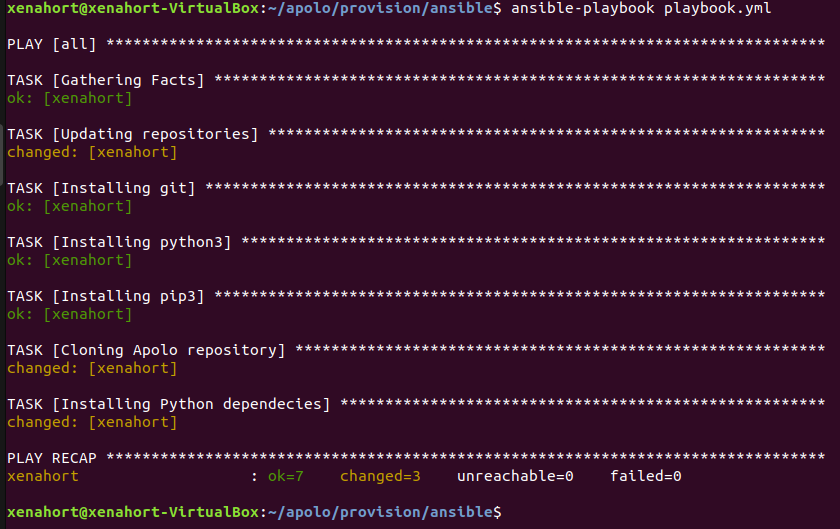 xenahort@xenahort-VirtualBox:~/apolo/provision/ansible$ ansible-playbook playbook.yml
PLAY [all] ********************************************************************************
TASK [Gathering Facts] ********************************************************************
ok: [xenahort]
TASK [Updating repositories] **************************************************************
changed: [xenahort]
TASK [Installing git] *********************************************************************
ok: [xenahort]
TASK [Installing python3] *****************************************************************
ok: [xenahort]
TASK [Installing pip3] ********************************************************************
ok: [xenahort]
TASK [Cloning Apolo repository] ***********************************************************
changed: [xenahort]
TASK [Installing Python dependecies] ******************************************************
changed: [xenahort]
PLAY RECAP ********************************************************************************
xenahort                   : ok=7    changed=3    unreachable=0    failed=0
xenahort@xenahort-VirtualBox:~/apolo/provision/ansible$